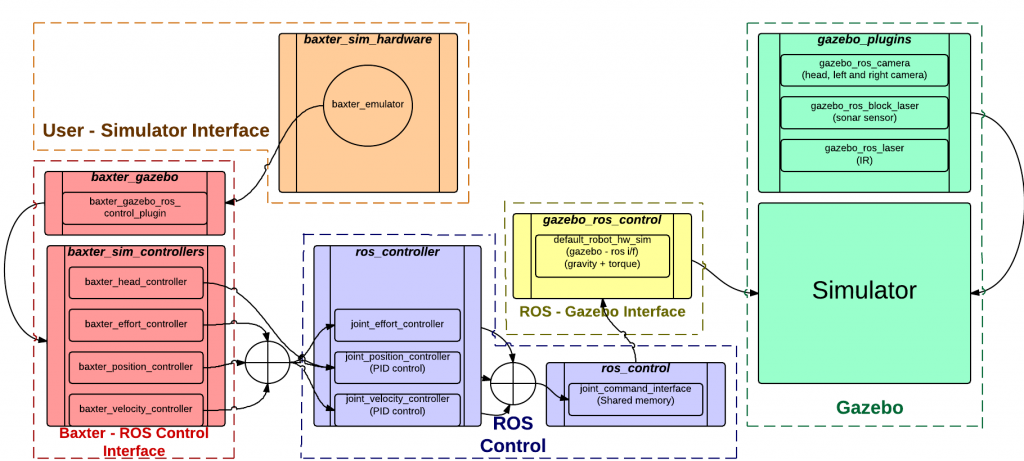 baxter_sim_hardware
baxter_emulator
User - Simulator Interface
baxter_gazebo
baxter_gazebo_ros_
control_plugin
baxter_sim_controllers
baxter_head_controller
baxter_effort_controller
baxter_position_controller
baxter_velocity_controller
Baxter - ROS Control
Interface
ros_controller
joint_effort_controller
joint_position_controller
(PID control)
joint_velocity_controller
(PID control)
ROS
Control
ros_control
joint_command_interface
(Shared memory)
gazebo_ros_control
default_robot_hw_sim
(gazebo - ros i/f)
(gravity + torque)
ROS - Gazebo Interface
gazebo_plugins
gazebo_ros_camera
(head, left and right camera)
gazebo_ros_block_laser
(sonar sensor)
gazebo_ros_laser
(IR)
Simulator
Gazebo